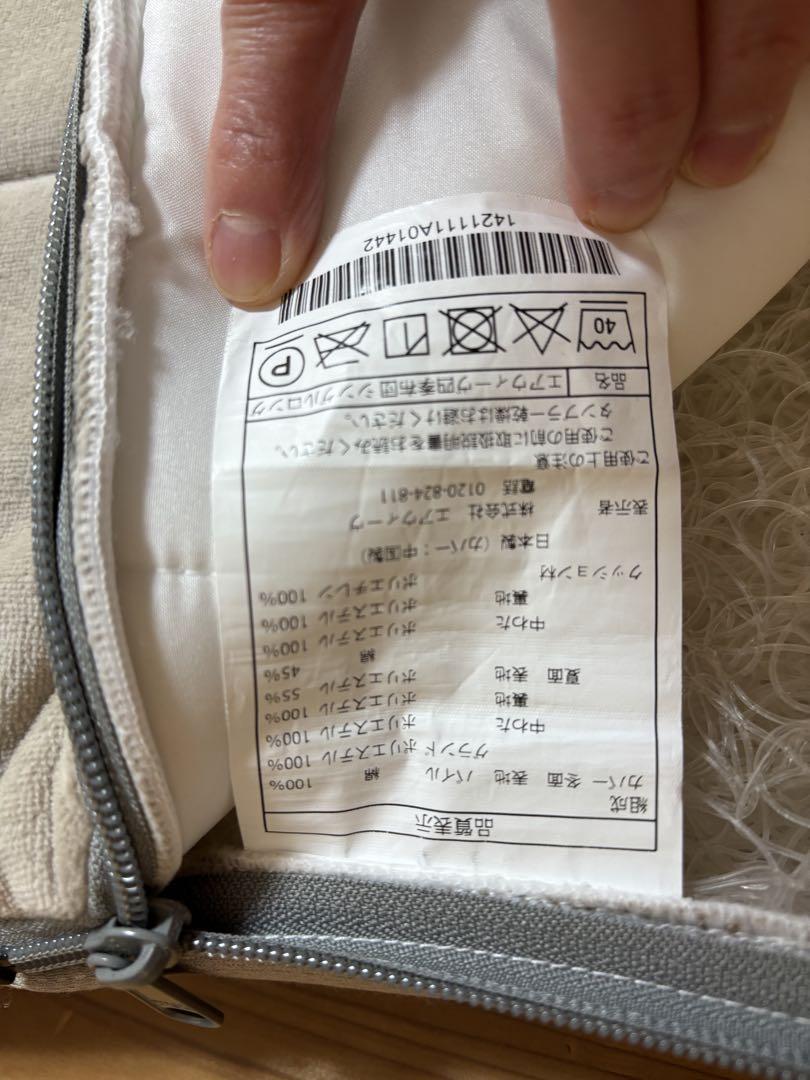 品質表示
組成
カバー 冬面 表地 パイル 綿 100%
グランド ポリエステル 100%
中わた ポリエステル 100%
裏地 ポリエステル 100%
夏面 表地 ポリエステル 55%
綿 45%
中わた ポリエステル 100%
裏地 ポリエステル 100%
クッション材 ポリエチレン 100%
日本製（カバー：中国製）
表示者 株式会社 エアウィーヴ
電話 0120-824-811
ご使用上の注意
ご使用の前に取扱説明書をお読みください。
タンブラー乾燥はお避けください。
品名 エアウィーヴ四季布団 シングルロング
40 P
1421111A01442